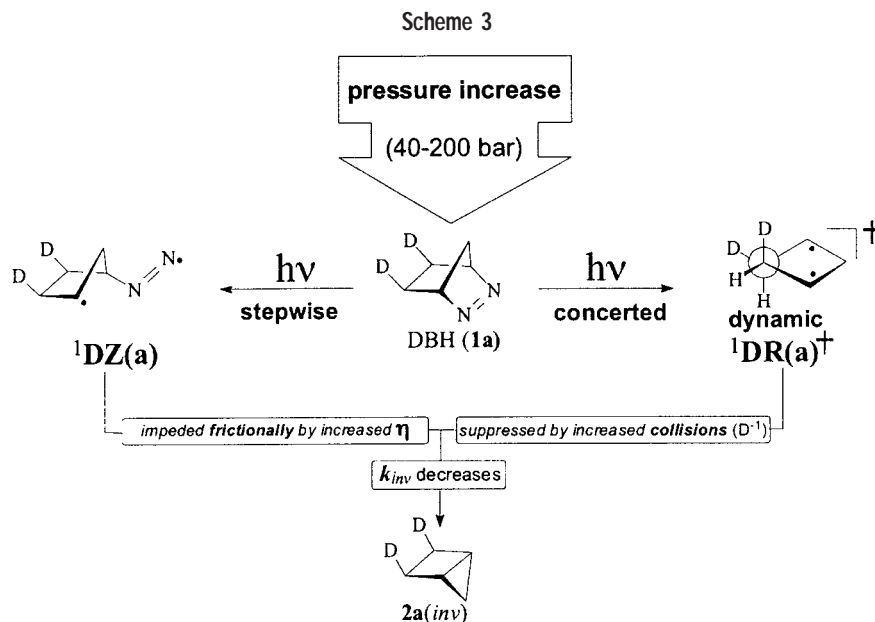 Scheme 3
pressure increase
(40-200 bar)
D
D
N
N•
¹DZ(a)
hν
stepwise
D
D
N
N
DBH (1a)
hν
concerted
D
D
H
H
‡
dynamic
¹DR(a)‡
impeded frictionally by increased η
suppressed by increased collisions (D⁻¹)
k_inv decreases
D
D
2a(inv)